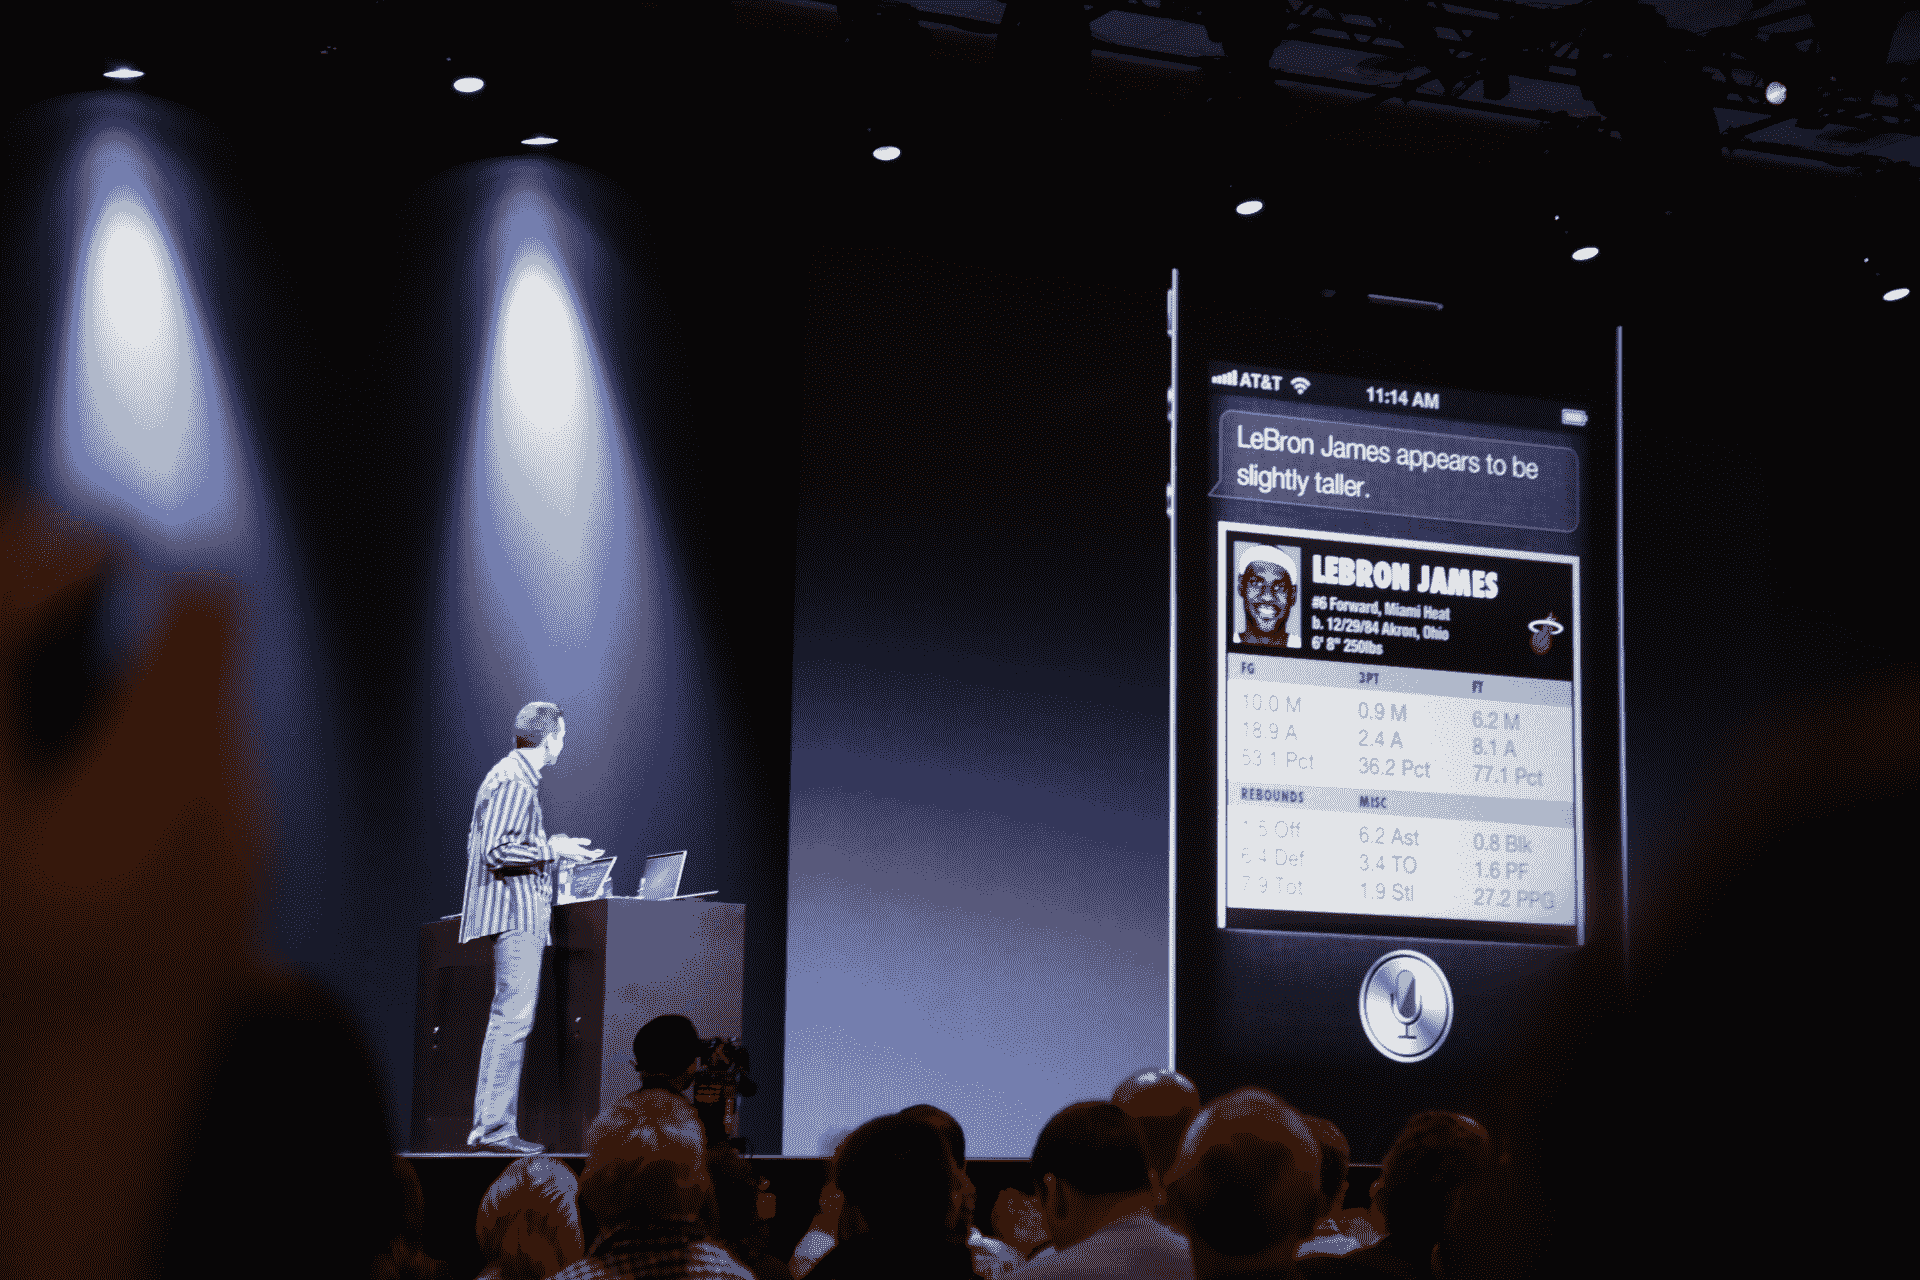 AT&T 11:14 AM
LeBron James appears to be
slightly taller.
LEBRON JAMES
#6 Forward, Miami Heat
b. 12/29/84 Akron, Ohio
6' 8" 250lbs
FG 3PT FT
10.0 M 0.9 M 6.2 M
18.9 A 2.4 A 8.1 A
53.1 Pct 36.2 Pct 77.1 Pct
REBOUNDS MISC
1.5 Off 6.2 Ast 0.8 Blk
6.4 Def 3.4 TO 1.6 PF
7.9 Tot 1.9 Stl 27.2 PPG